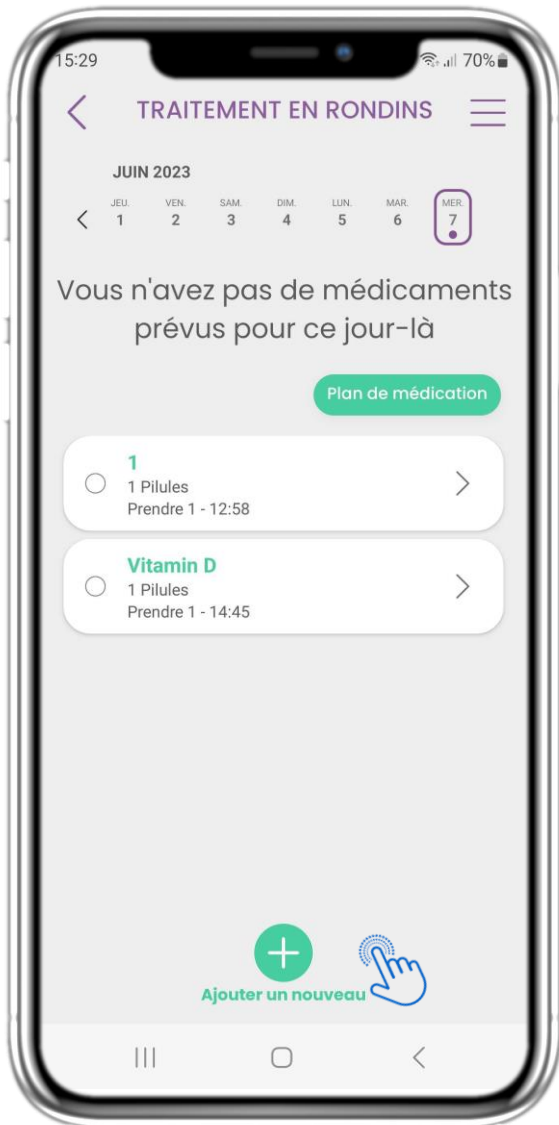 15:29 70%
TRAITEMENT EN RONDINS
JUIN 2023
JEU. VEN. SAM. DIM. LUN. MAR. MER.
1 2 3 4 5 6 7
Vous n'avez pas de médicaments
prévus pour ce jour-là
Plan de médication
1
1 Pilules
Prendre 1 - 12:58
Vitamin D
1 Pilules
Prendre 1 - 14:45
Ajouter un nouveau